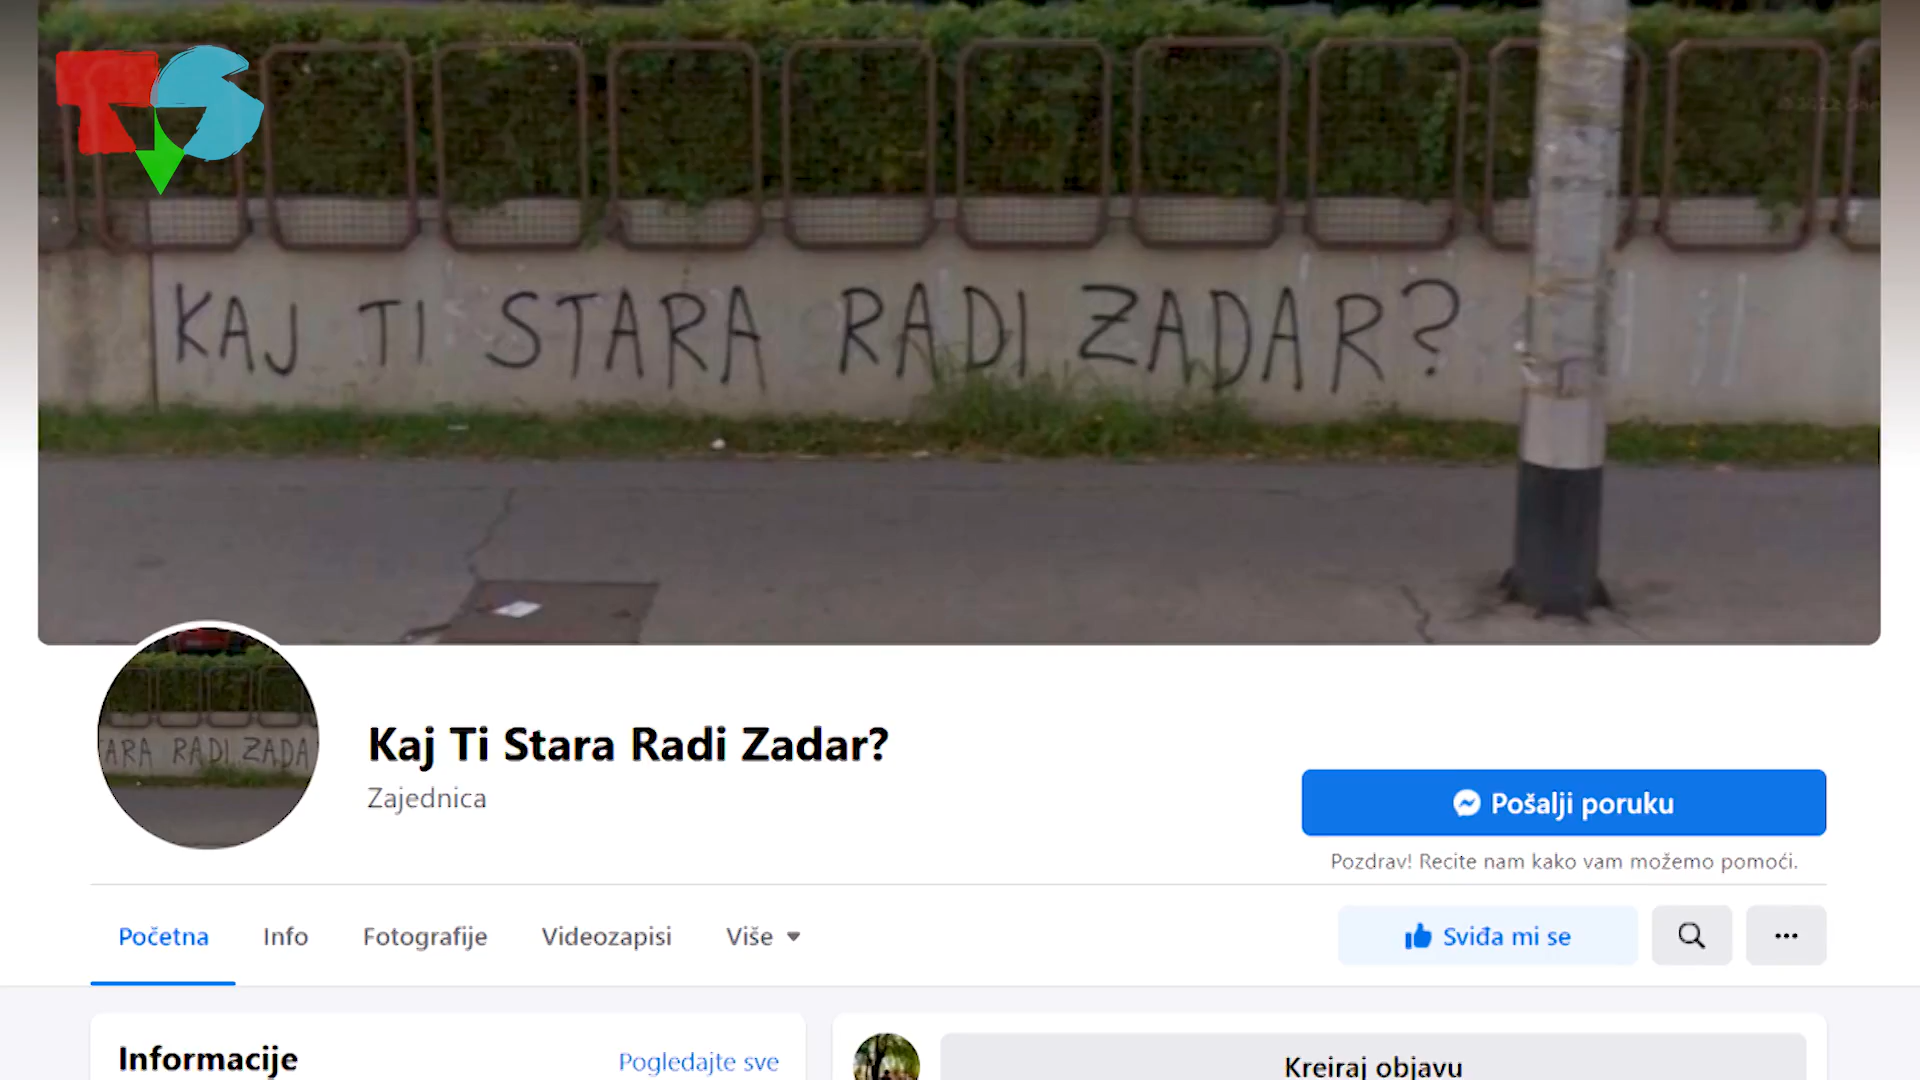 TS
KAJ TI STARA RADI ZADAR?
ARA RADI ZADA
Kaj Ti Stara Radi Zadar?
Zajednica
Pošalji poruku
Pozdrav! Recite nam kako vam možemo pomoći.
Početna Info Fotografije Videozapisi Više
Sviđa mi se
Informacije
Pogledajte sve
Kreiraj objavu